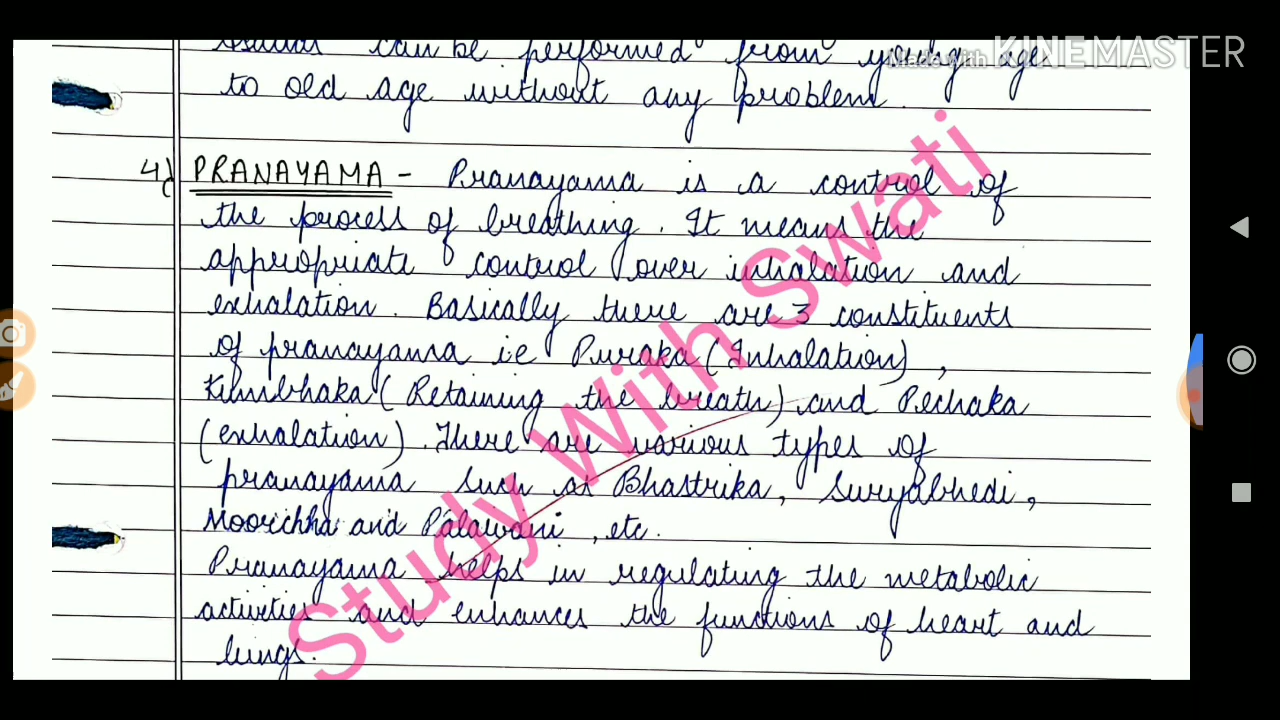 can be performed from young age
Made with KINEMASTER
to old age without any problem.
4) PRANAYAMA - Pranayama is a control of
the process of breathing. It means the
appropriate control over inhalation and
exhalation. Basically there are 3 constituents
of pranayama i.e Puraka (Inhalation),
Kumbhaka (Retaining the breath) and Rechaka
(exhalation). There are various types of
pranayama such as Bhastrika, Suryabhedi,
Moorchha and Palawani, etc.
Pranayama helps in regulating the metabolic
activities and enhances the functions of heart and
lungs.
Study With Swati